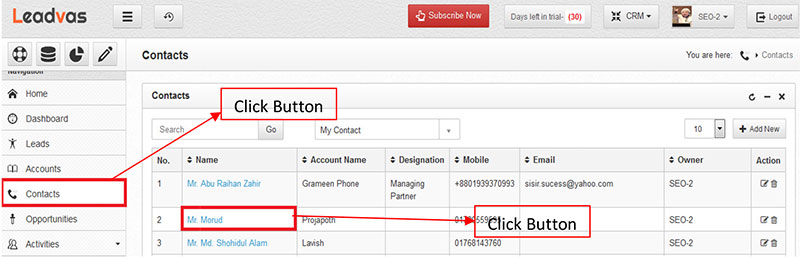 Leadvas
Subscribe Now
Days left in trial- (30)
CRM
SEO-2
Logout
Contacts
You are here: Contacts
Navigation
Home
Dashboard
Leads
Accounts
Contacts
Opportunities
Activities
Contacts
Click Button
Search
Go
My Contact
10
Add New
No. Name Account Name Designation Mobile Email Owner Action
1 Mr. Abu Raihan Zahir Grameen Phone Managing Partner +8801939370993 sisir.sucess@yahoo.com SEO-2
2 Mr. Morud Projapoth SEO-2
Click Button
3 Mr. Md. Shohidul Alam Lavish 01768143760 SEO-2